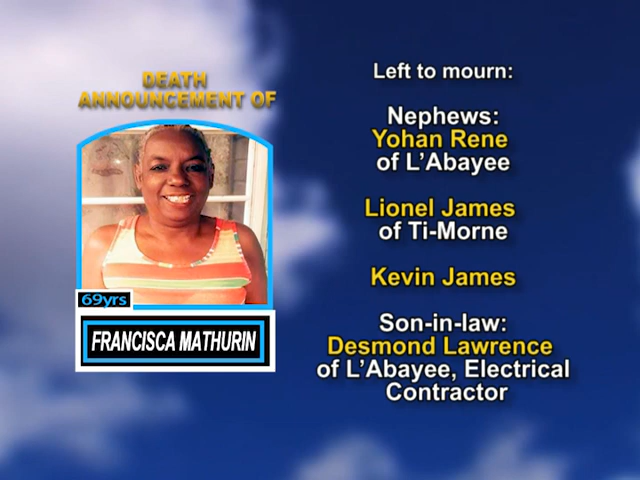 DEATH
ANNOUNCEMENT OF
69yrs
FRANCISCA MATHURIN
Left to mourn:
Nephews:
Yohan Rene
of L'Abayee
Lionel James
of Ti-Morne
Kevin James
Son-in-law:
Desmond Lawrence
of L'Abayee, Electrical
Contractor